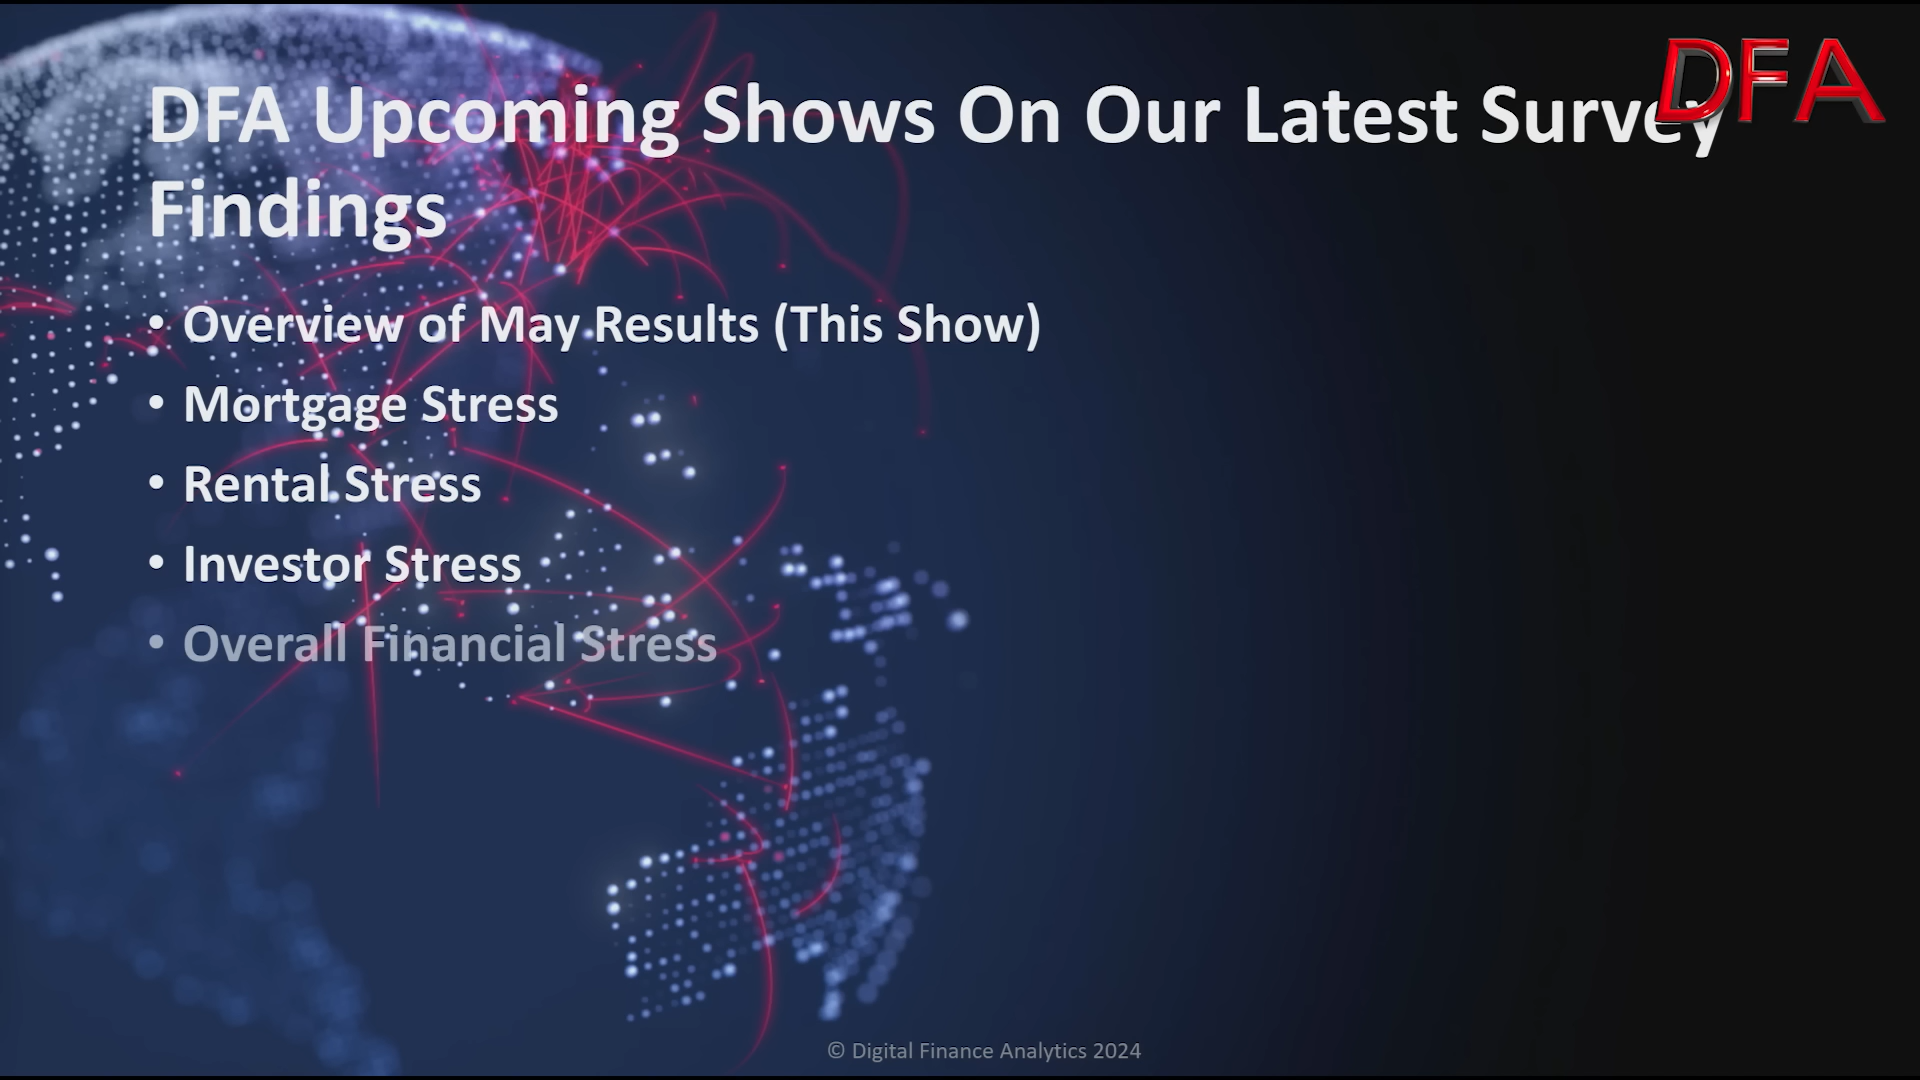 DFA
DFA Upcoming Shows On Our Latest Survey
Findings
• Overview of May Results (This Show)
• Mortgage Stress
• Rental Stress
• Investor Stress
• Overall Financial Stress
© Digital Finance Analytics 2024